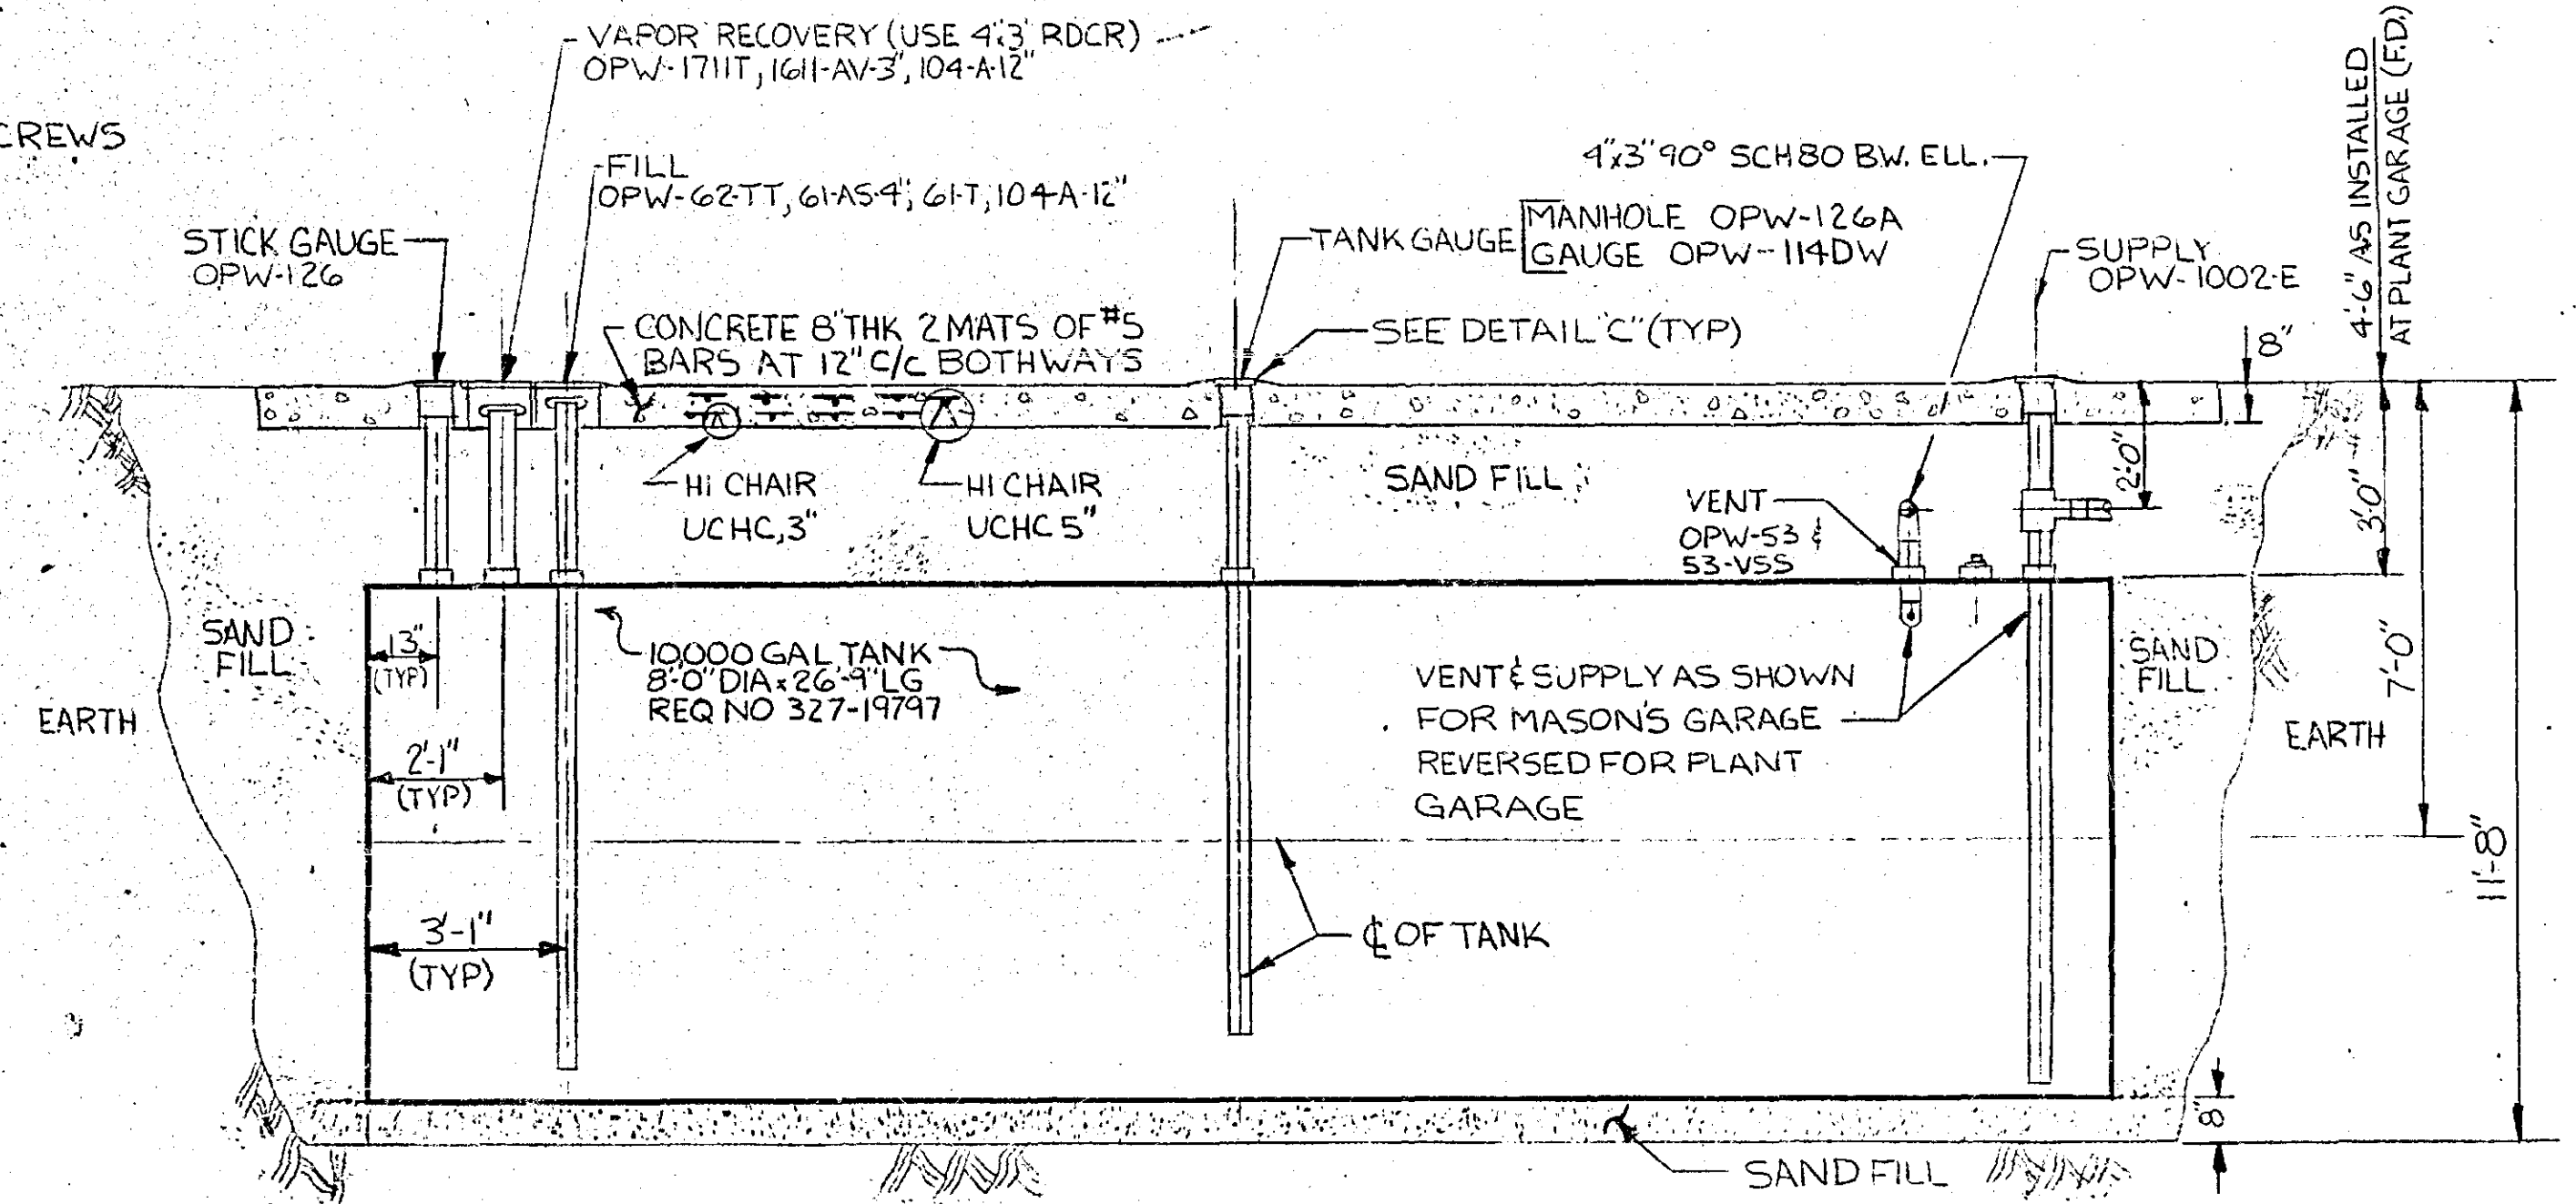 VAPOR RECOVERY (USE 4"x3" RDCR)
OPW-1711T, 1611-AV-3", 104-A-12"
CREWS
FILL
OPW-62-TT, 61-AS-4", 61-T, 104-A-12"
STICK GAUGE
OPW-126
CONCRETE 8" THK 2 MATS OF #5
BARS AT 12" C/C BOTHWAYS
TANK GAUGE
MANHOLE OPW-126A
GAUGE OPW-114DW
4"x3" 90° SCH 80 BW. ELL.
SEE DETAIL "C" (TYP)
SUPPLY
OPW-1002-E
4'-6" AS INSTALLED
AT PLANT GARAGE (F.D.)
8"
HI CHAIR
UCHC, 3"
HI CHAIR
UCHC 5"
SAND FILL
VENT
OPW-53 &
53-VSS
2'-0"
3'-0"
7'-0"
11'-8"
SAND
FILL
EARTH
13"
(TYP)
2'-1"
(TYP)
3'-1"
(TYP)
10,000 GAL TANK
8'-0" DIA x 26'-9" LG
REQ NO 327-19797
VENT & SUPPLY AS SHOWN
FOR MASON'S GARAGE
REVERSED FOR PLANT
GARAGE
SAND
FILL
EARTH
℄ OF TANK
8"
SAND FILL